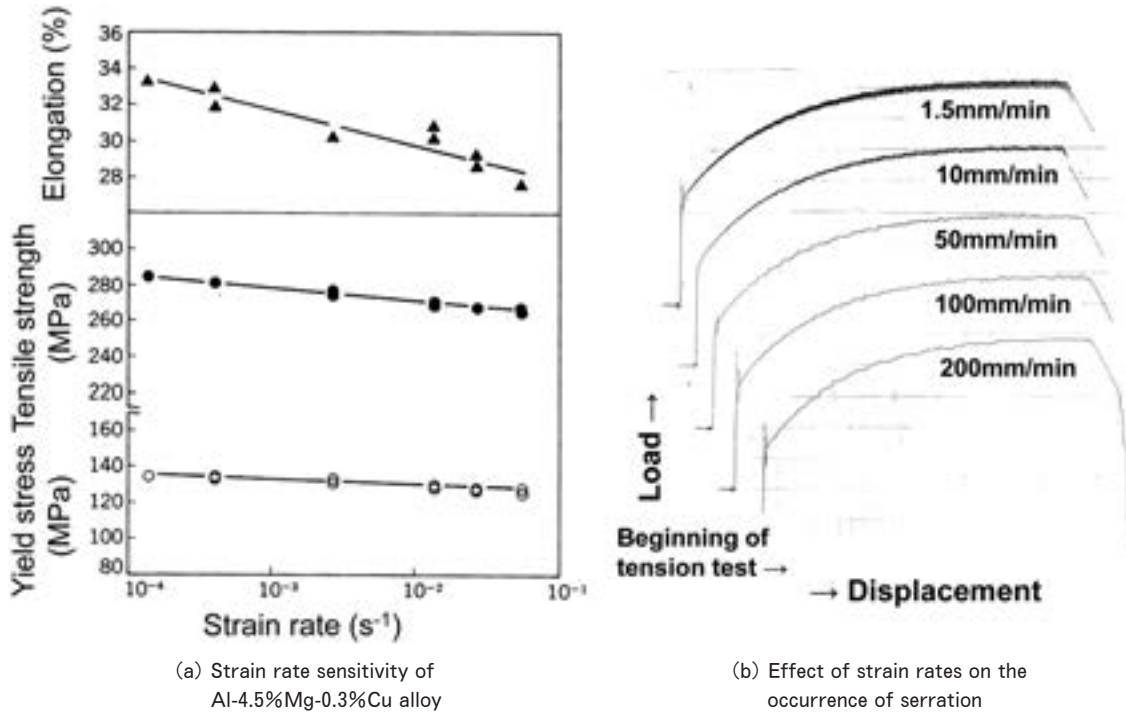 Elongation (%)
36
34
32
30
28
Tensile strength
(MPa)
300
280
260
240
220
Yield stress
(MPa)
160
140
120
100
80
10⁻⁴
10⁻³
10⁻²
10⁻¹
Strain rate (s⁻¹)
(a) Strain rate sensitivity of
Al-4.5%Mg-0.3%Cu alloy
1.5mm/min
10mm/min
50mm/min
100mm/min
200mm/min
Load →
Beginning of
tension test →
→ Displacement
(b) Effect of strain rates on the
occurrence of serration